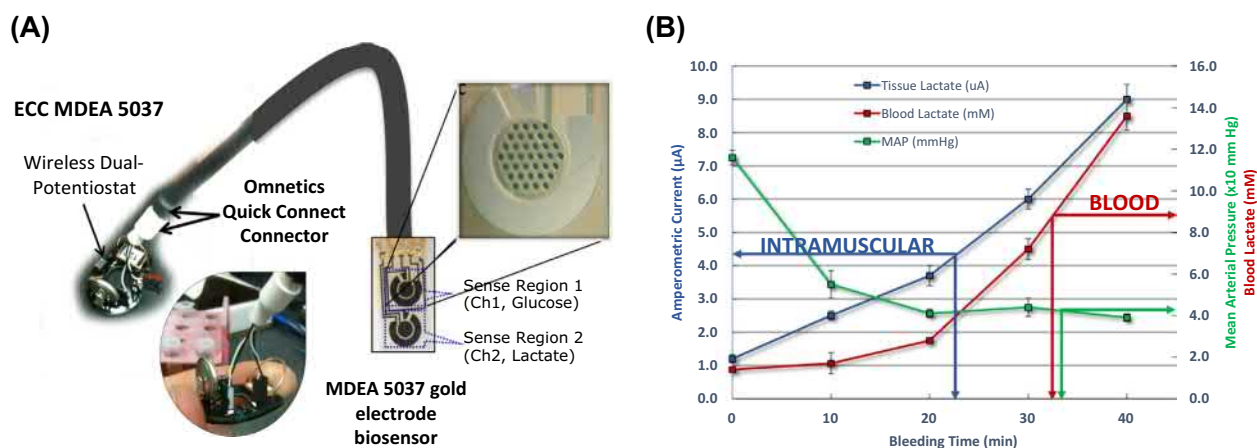 (A)
ECC MDEA 5037
Wireless Dual-
Potentiostat
Omnetics
Quick Connect
Connector
C
Sense Region 1
(Ch1, Glucose)
Sense Region 2
(Ch2, Lactate)
MDEA 5037 gold
electrode
biosensor
(B)
Amperometric Current (µA)
10.0
9.0
8.0
7.0
6.0
5.0
4.0
3.0
2.0
1.0
0.0
Tissue Lactate (uA)
Blood Lactate (mM)
MAP (mmHg)
INTRAMUSCULAR
BLOOD
16.0
14.0
12.0
10.0
8.0
6.0
4.0
2.0
0.0
Mean Arterial Pressure (x10 mm Hg)
Blood Lactate (mM)
0
10
20
30
40
Bleeding Time (min)